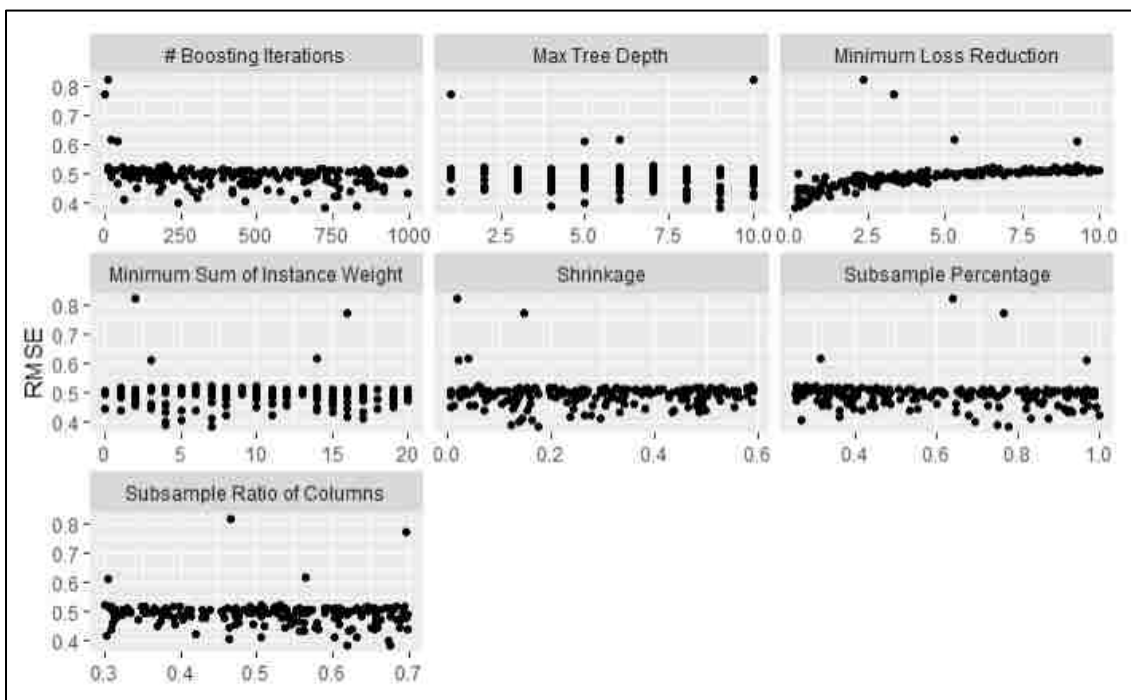 # Boosting Iterations
Max Tree Depth
Minimum Loss Reduction
0.8
0.7
0.6
0.5
0.4
0 250 500 750 1000
2.5 5.0 7.5 10.0
0.0 2.5 5.0 7.5 10.0
Minimum Sum of Instance Weight
Shrinkage
Subsample Percentage
RMSE
0.8
0.7
0.6
0.5
0.4
0 5 10 15 20
0.0 0.2 0.4 0.6
0.4 0.6 0.8 1.0
Subsample Ratio of Columns
0.8
0.7
0.6
0.5
0.4
0.3 0.4 0.5 0.6 0.7